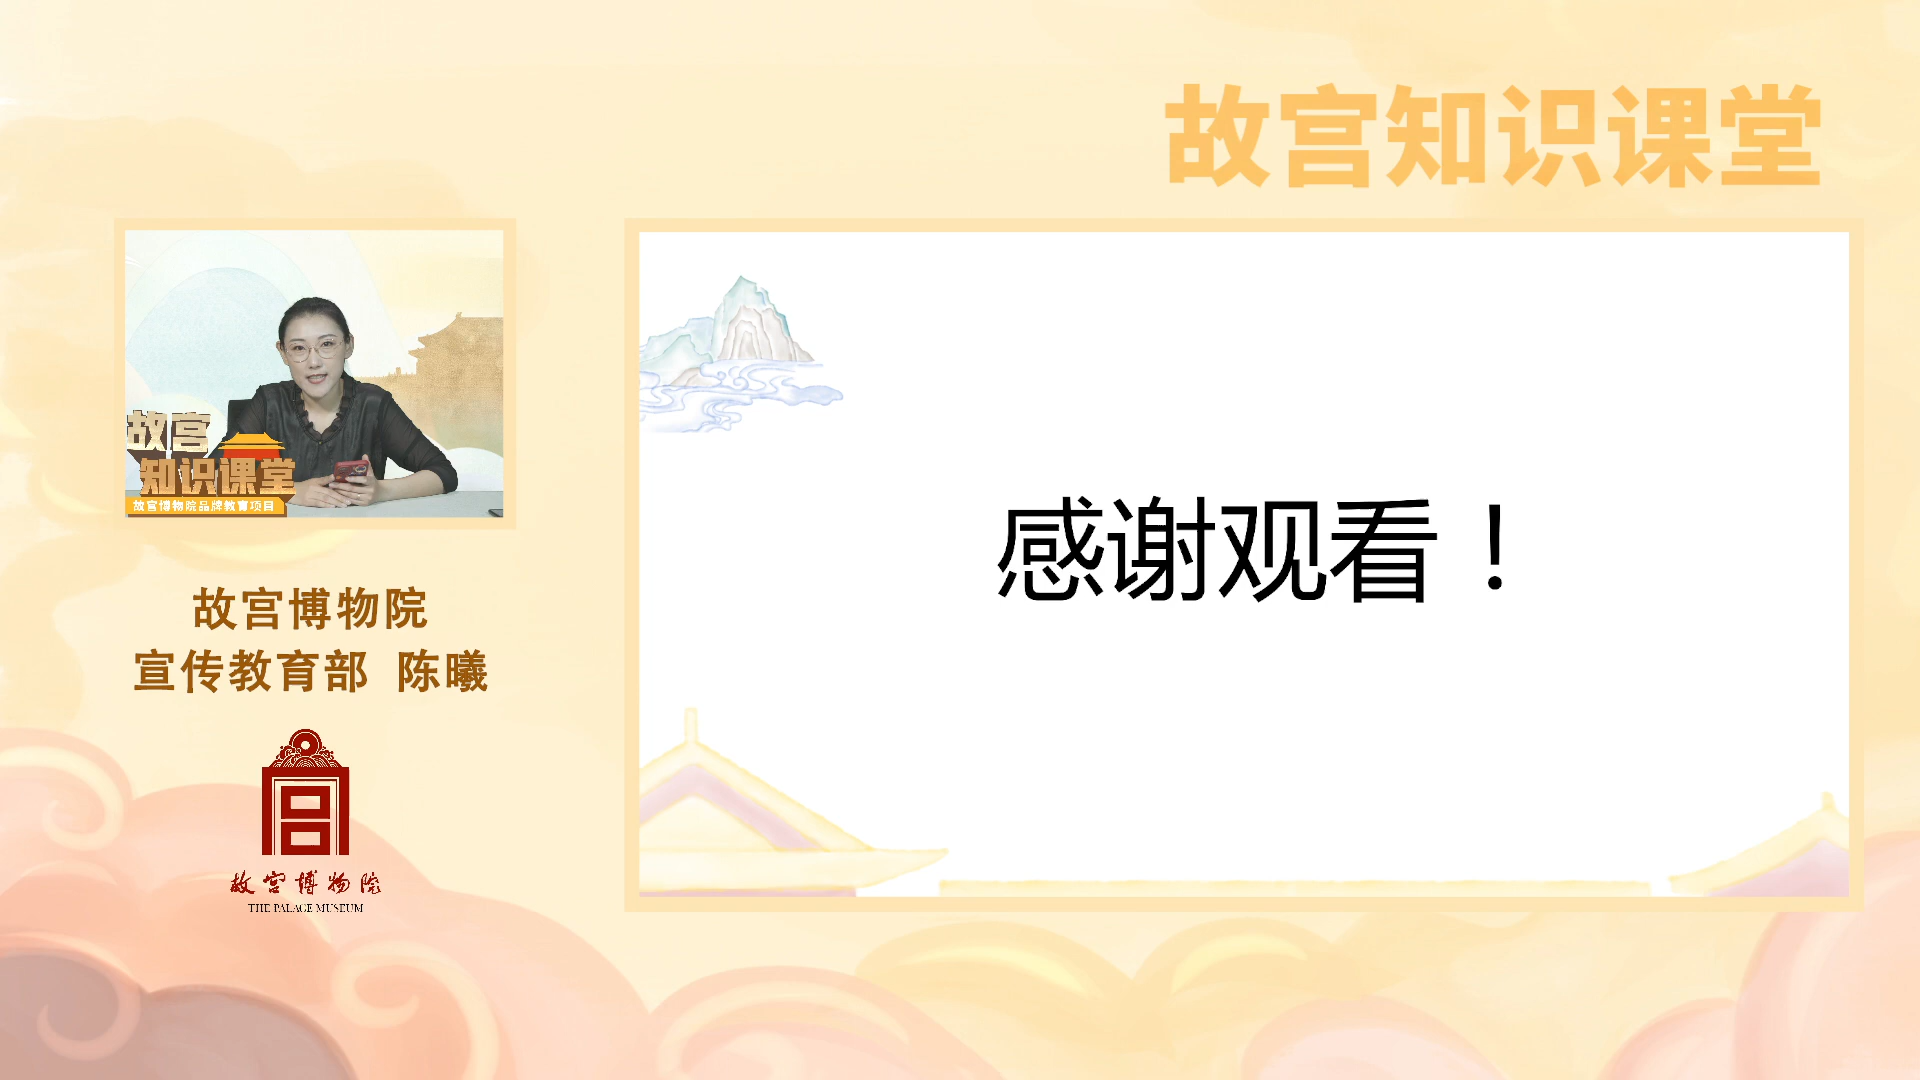 故宫知识课堂
故宫
知识课堂
故宫博物院品牌教育项目
故宫博物院
宣传教育部 陈曦
故宫博物院
THE PALACE MUSEUM
感谢观看！